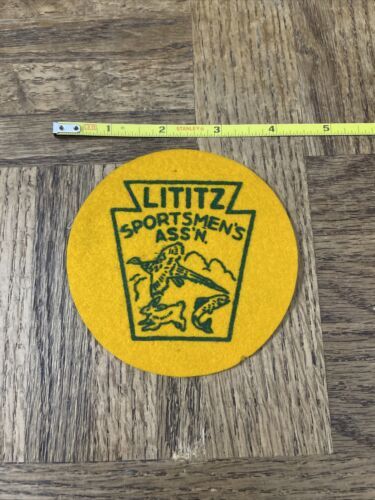 1 2 STANLEY® 3 4 5
LITITZ
SPORTSMEN'S
ASS'N.